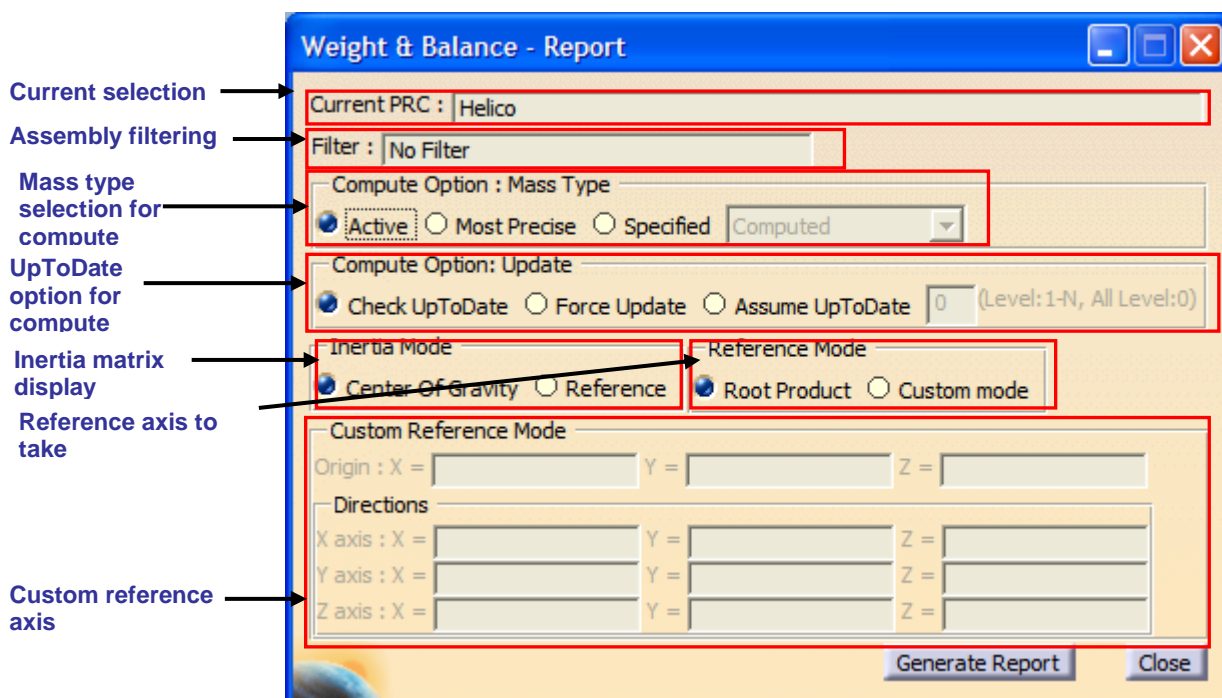 Weight & Balance - Report
Current selection
Current PRC : Helico
Assembly filtering
Filter : No Filter
Mass type
selection for
compute
Compute Option : Mass Type
Active Most Precise Specified Computed
UpToDate
option for
compute
Compute Option: Update
Check UpToDate Force Update Assume UpToDate 0 (Level:1-N, All Level:0)
Inertia matrix
display
Inertia Mode
Center Of Gravity Reference
Reference Mode
Root Product Custom mode
Reference axis to
take
Custom Reference Mode
Origin : X = Y = Z =
Directions
X axis : X = Y = Z =
Y axis : X = Y = Z =
Z axis : X = Y = Z =
Custom reference
axis
Generate Report Close